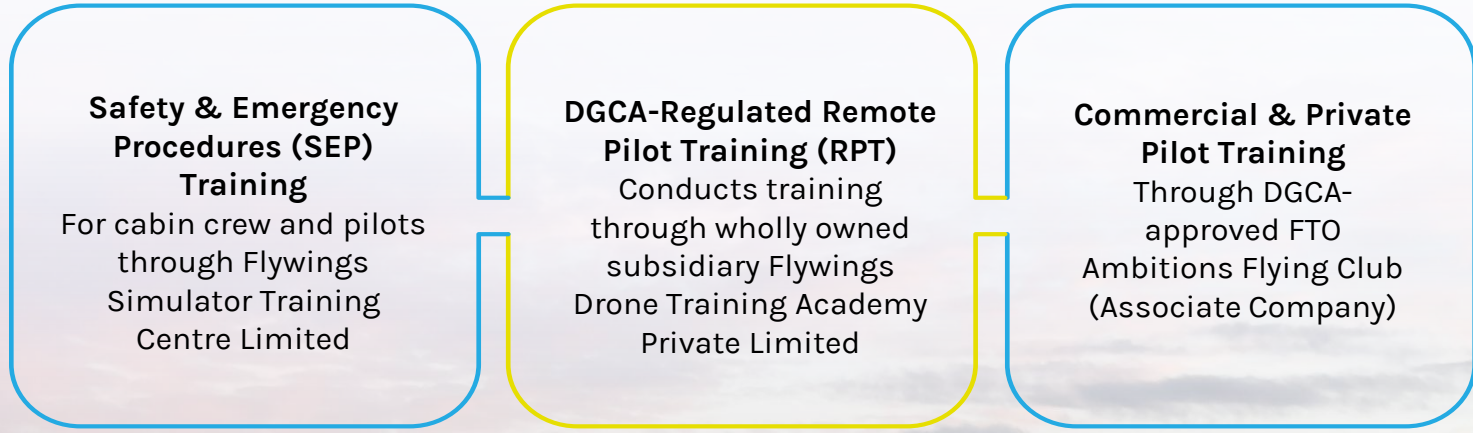 Safety & Emergency
Procedures (SEP)
Training
For cabin crew and pilots
through Flywings
Simulator Training
Centre Limited
DGCA-Regulated Remote
Pilot Training (RPT)
Conducts training
through wholly owned
subsidiary Flywings
Drone Training Academy
Private Limited
Commercial & Private
Pilot Training
Through DGCA-
approved FTO
Ambitions Flying Club
(Associate Company)